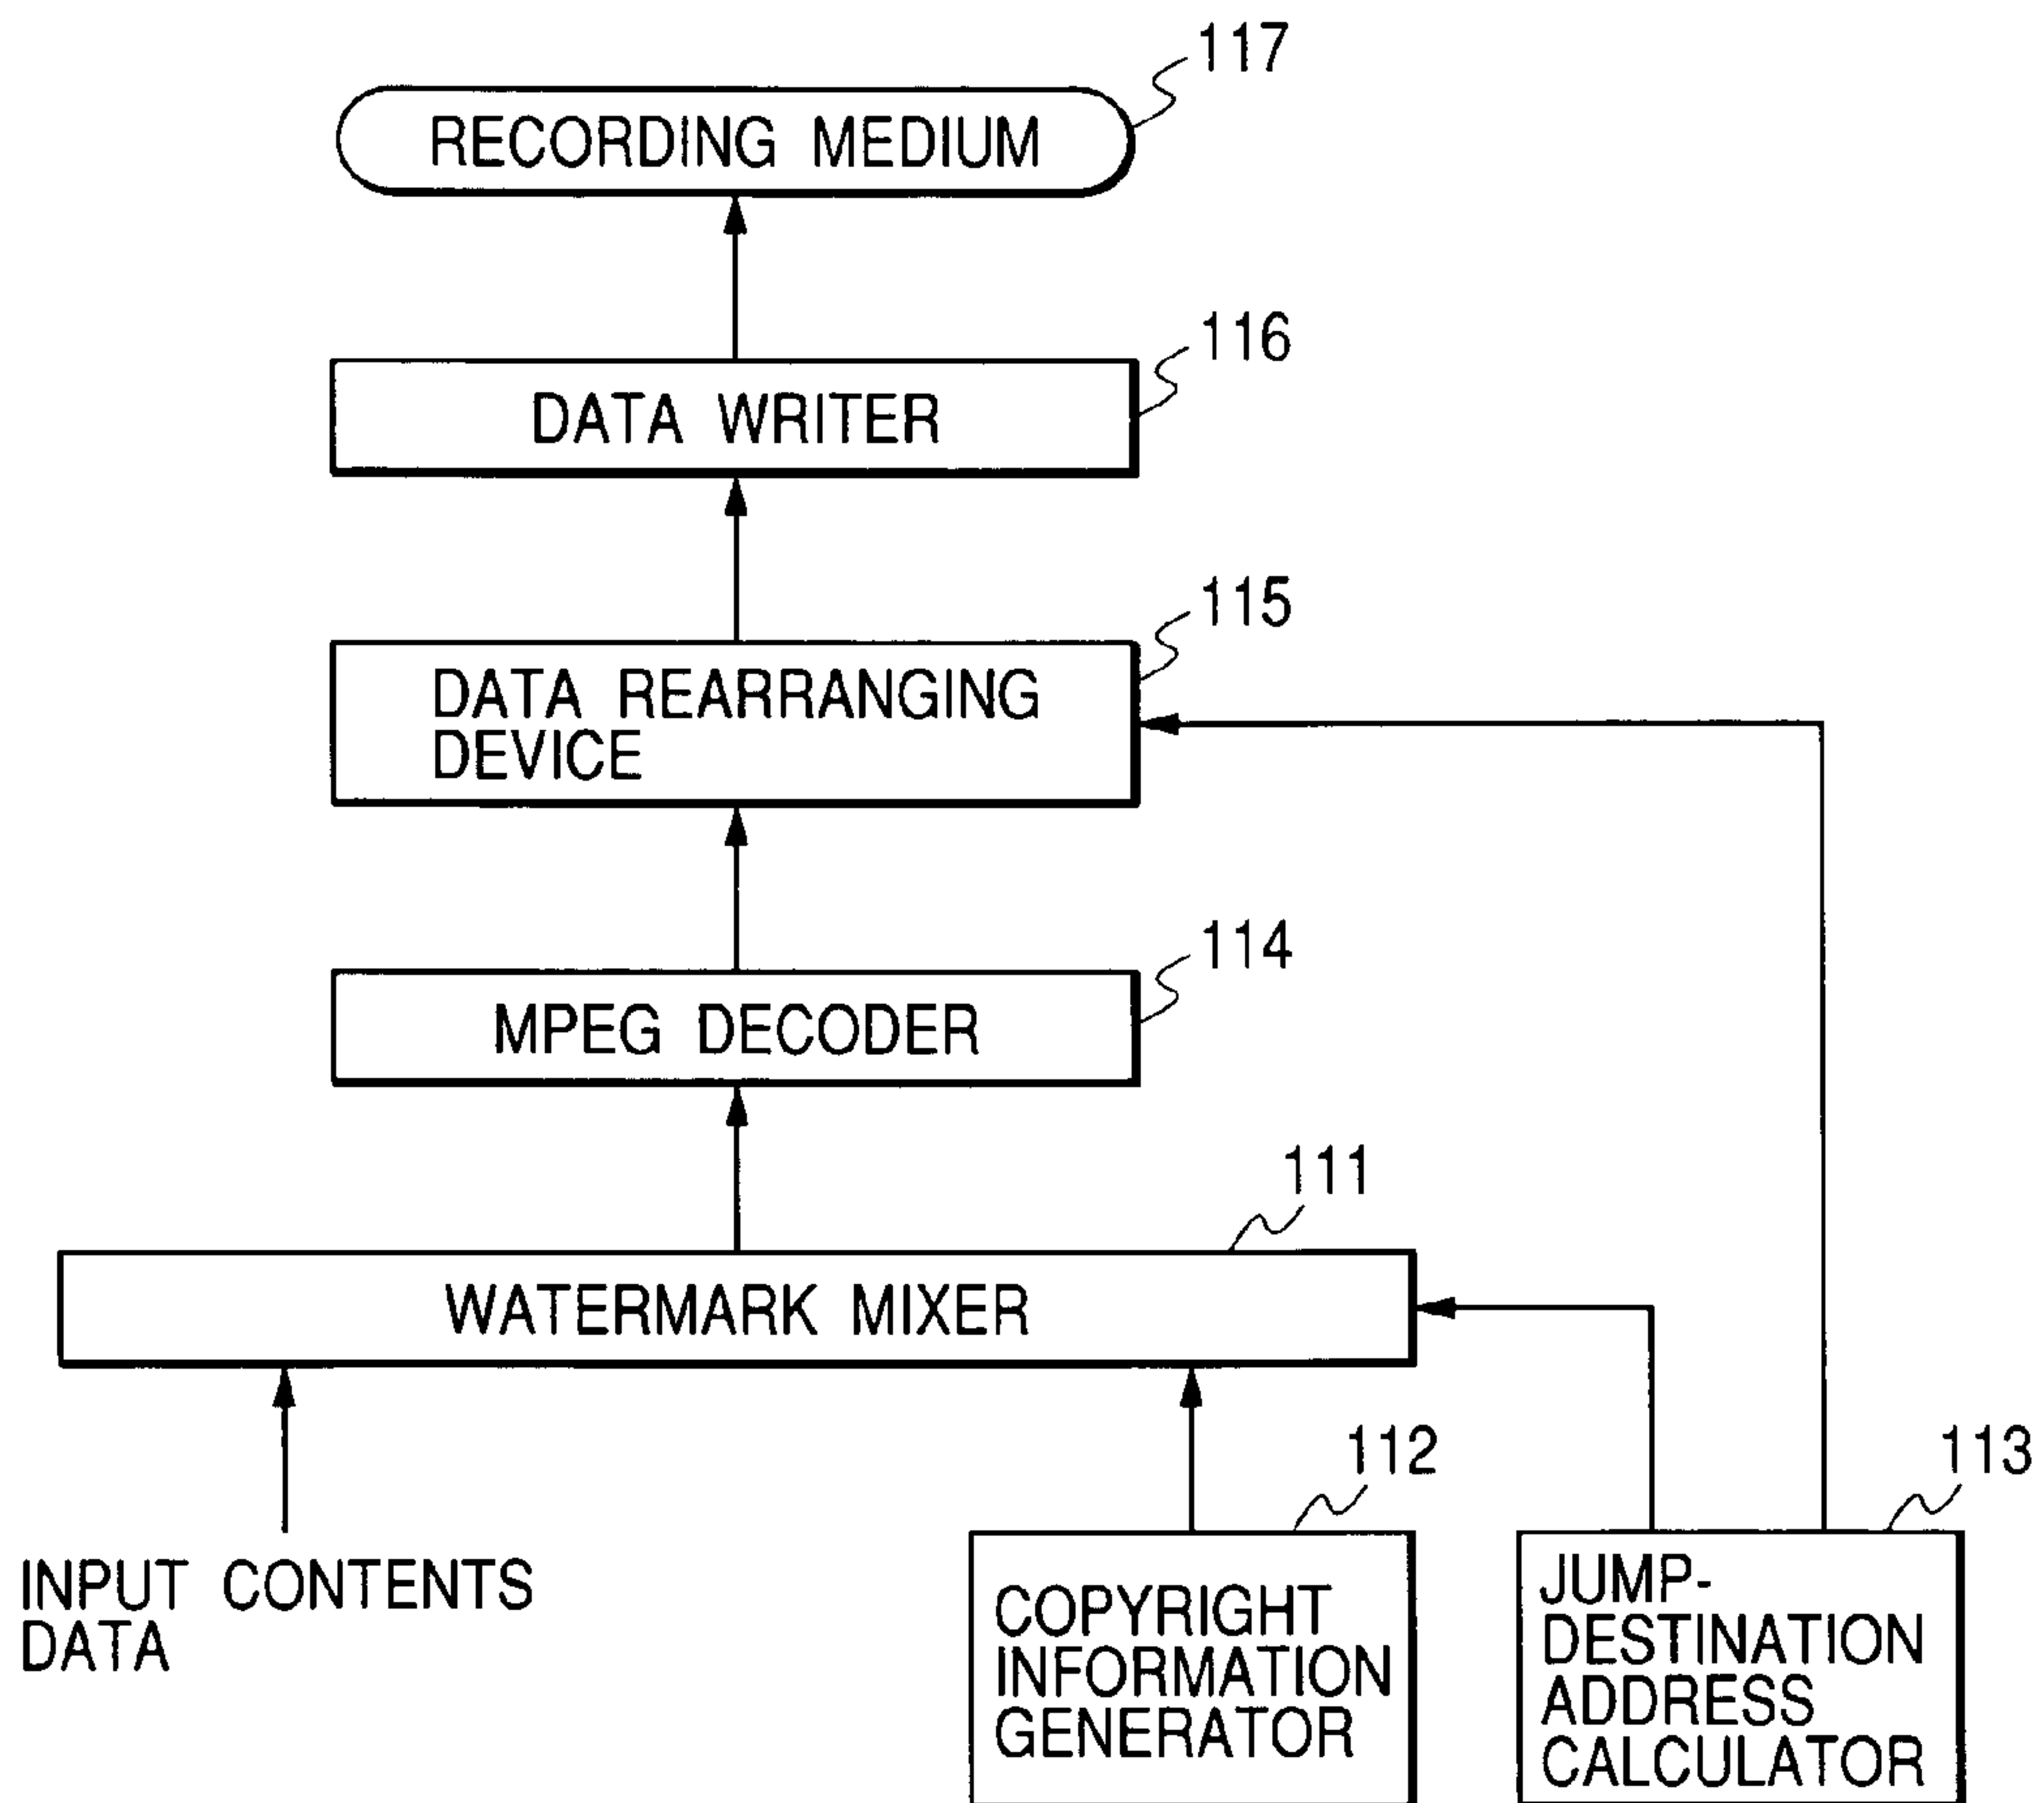 117
RECORDING MEDIUM
116
DATA WRITER
115
DATA REARRANGING
DEVICE
114
MPEG DECODER
111
WATERMARK MIXER
112
113
INPUT CONTENTS
DATA
COPYRIGHT
INFORMATION
GENERATOR
JUMP-
DESTINATION
ADDRESS
CALCULATOR